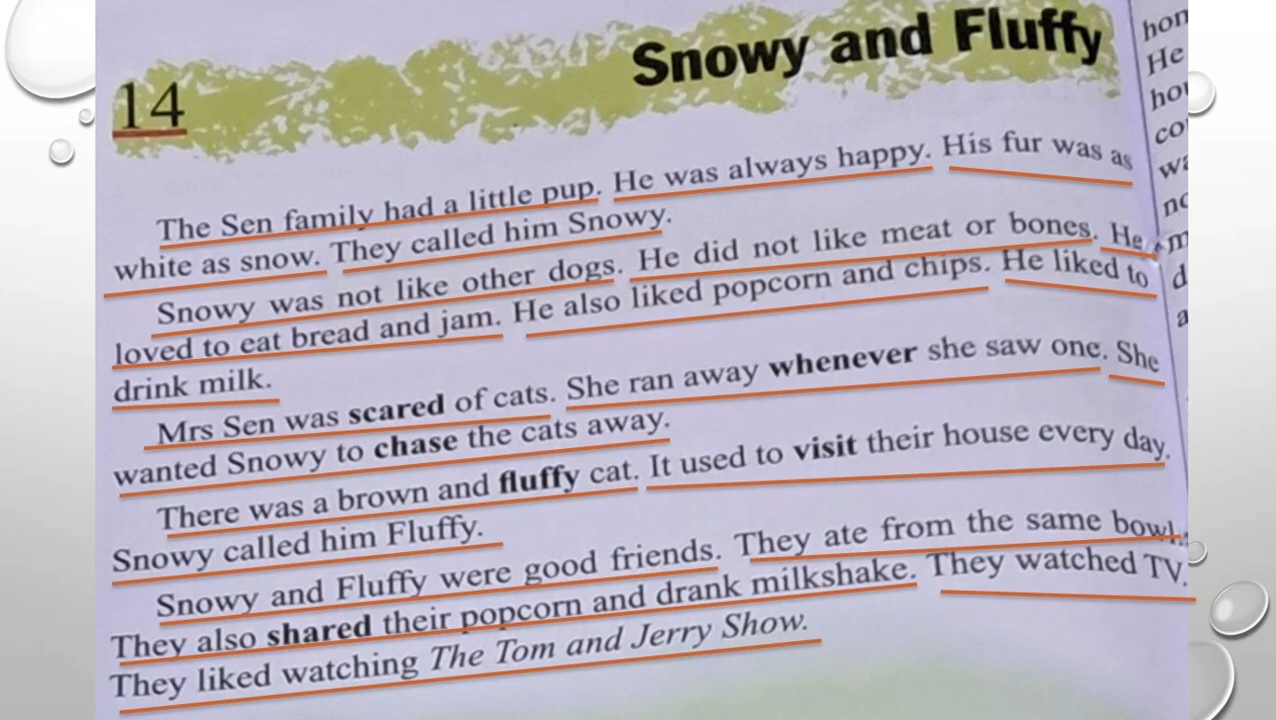 14
Snowy and Fluffy
The Sen family had a little pup. He was always happy. His fur was as
white as snow. They called him Snowy.
Snowy was not like other dogs. He did not like meat or bones. He
loved to eat bread and jam. He also liked popcorn and chips. He liked to
drink milk.
Mrs Sen was scared of cats. She ran away whenever she saw one. She
wanted Snowy to chase the cats away.
There was a brown and fluffy cat. It used to visit their house every day.
Snowy called him Fluffy.
Snowy and Fluffy were good friends. They ate from the same bowl.
They also shared their popcorn and drank milkshake. They watched TV.
They liked watching The Tom and Jerry Show.
He